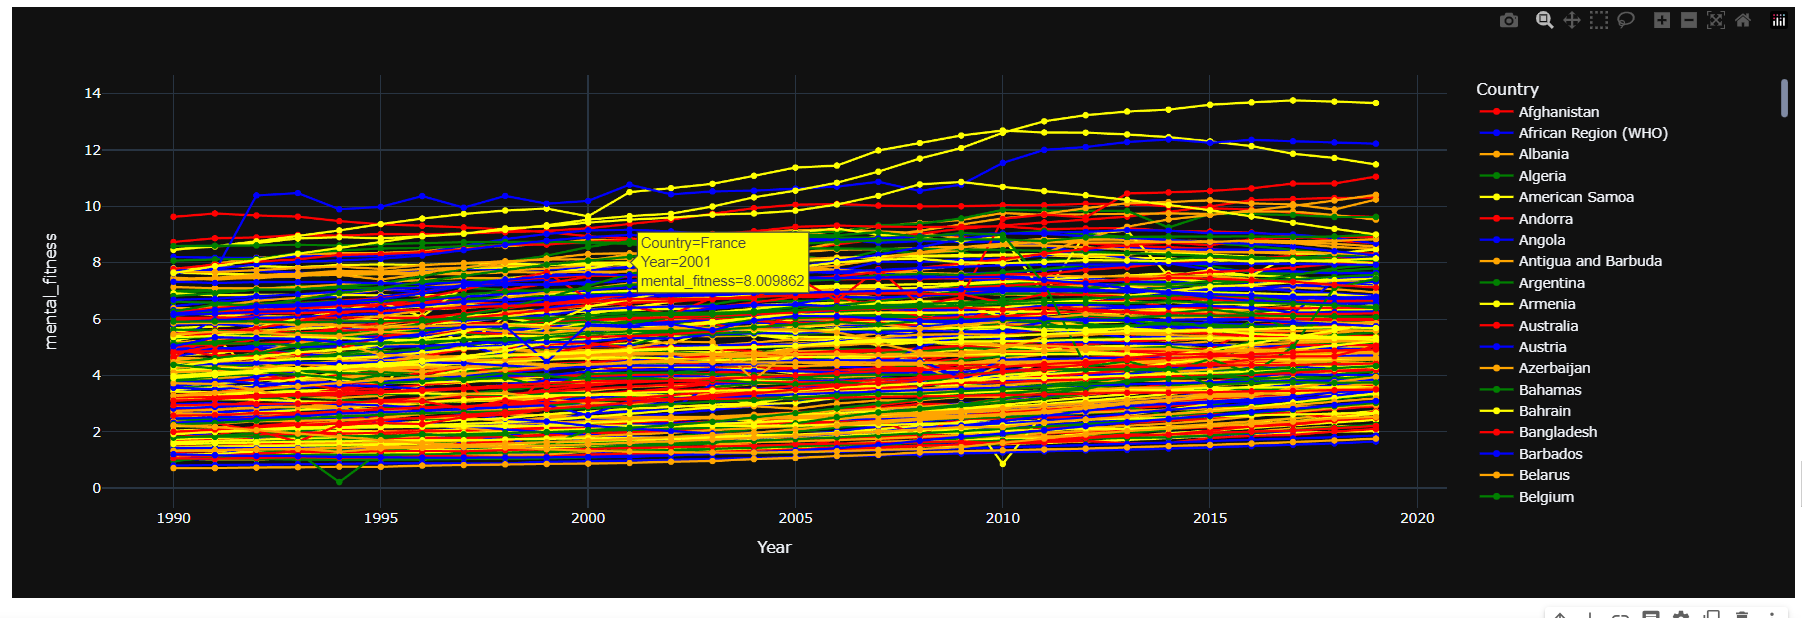 Country
Afghanistan
African Region (WHO)
Albania
Algeria
American Samoa
Andorra
Angola
Antigua and Barbuda
Argentina
Armenia
Australia
Austria
Azerbaijan
Bahamas
Bahrain
Bangladesh
Barbados
Belarus
Belgium
mental_fitness
14
12
10
8
6
4
2
0
Country=France
Year=2001
mental_fitness=8.009862
1990
1995
2000
2005
2010
2015
2020
Year